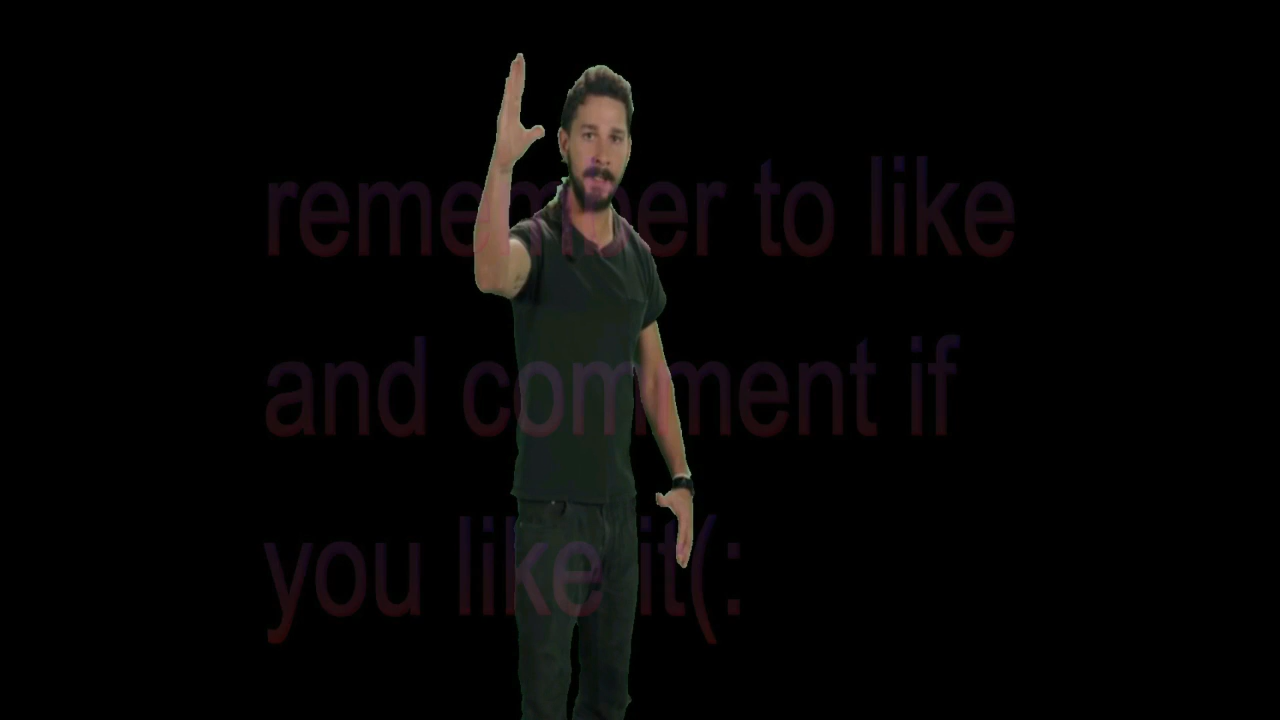 remember to like
and comment if
you like it(: